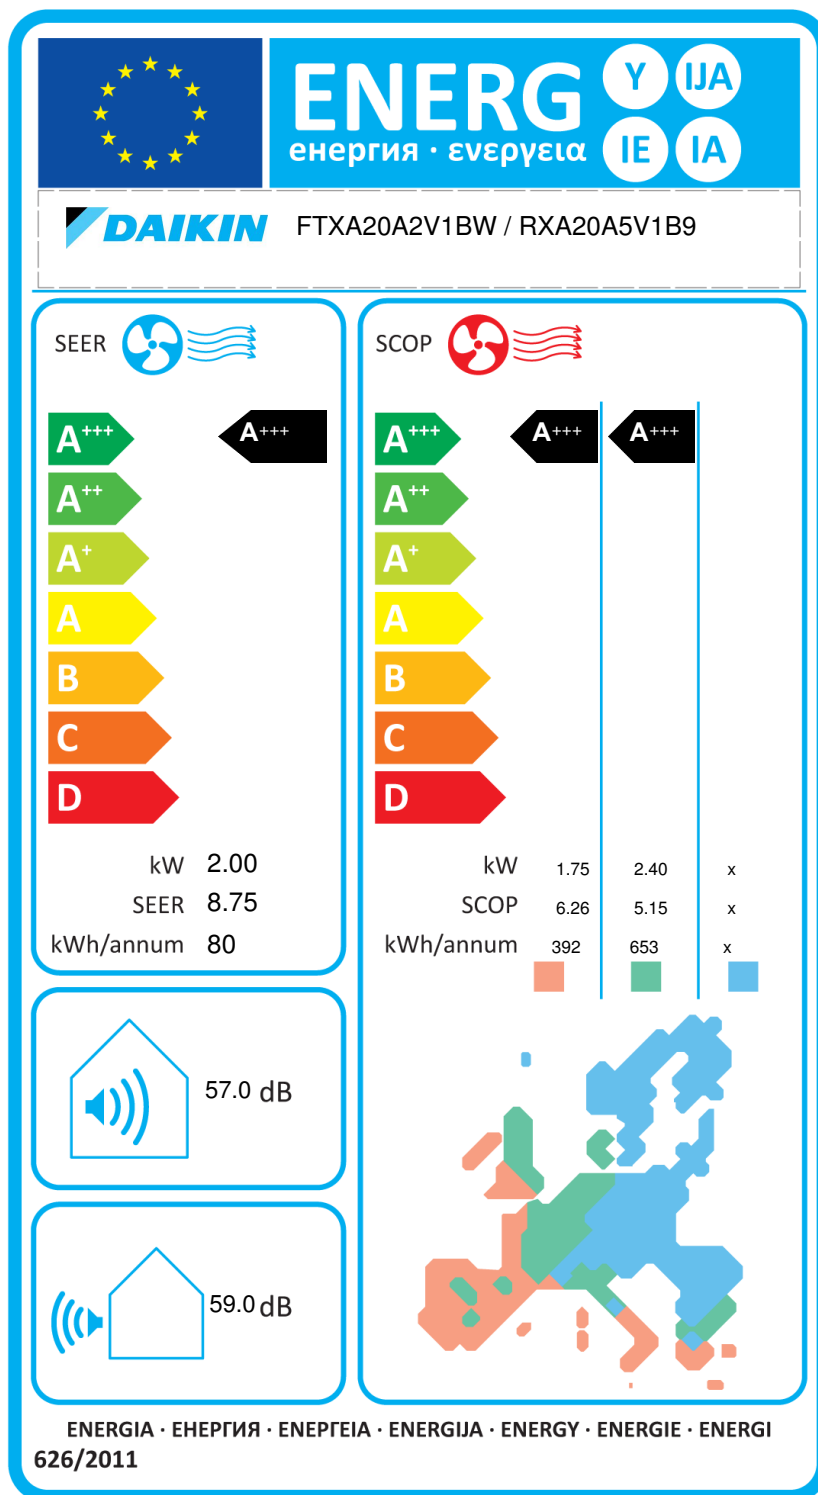 ENERG
енергия · ενεργεια
Y
IJA
IE
IA
DAIKIN
FTXA20A2V1BW / RXA20A5V1B9
SEER
A+++
A+++
A++
A+
A
B
C
D
kW 2.00
SEER 8.75
kWh/annum 80
SCOP
A+++
A+++
A+++
A++
A+
A
B
C
D
kW 1.75 2.40 x
SCOP 6.26 5.15 x
kWh/annum 392 653 x
57.0 dB
59.0 dB
ENERGIA · ЕНЕРГИЯ · ΕΝΕΡΓΕΙΑ · ENERGIJA · ENERGY · ENERGIE · ENERGI
626/2011